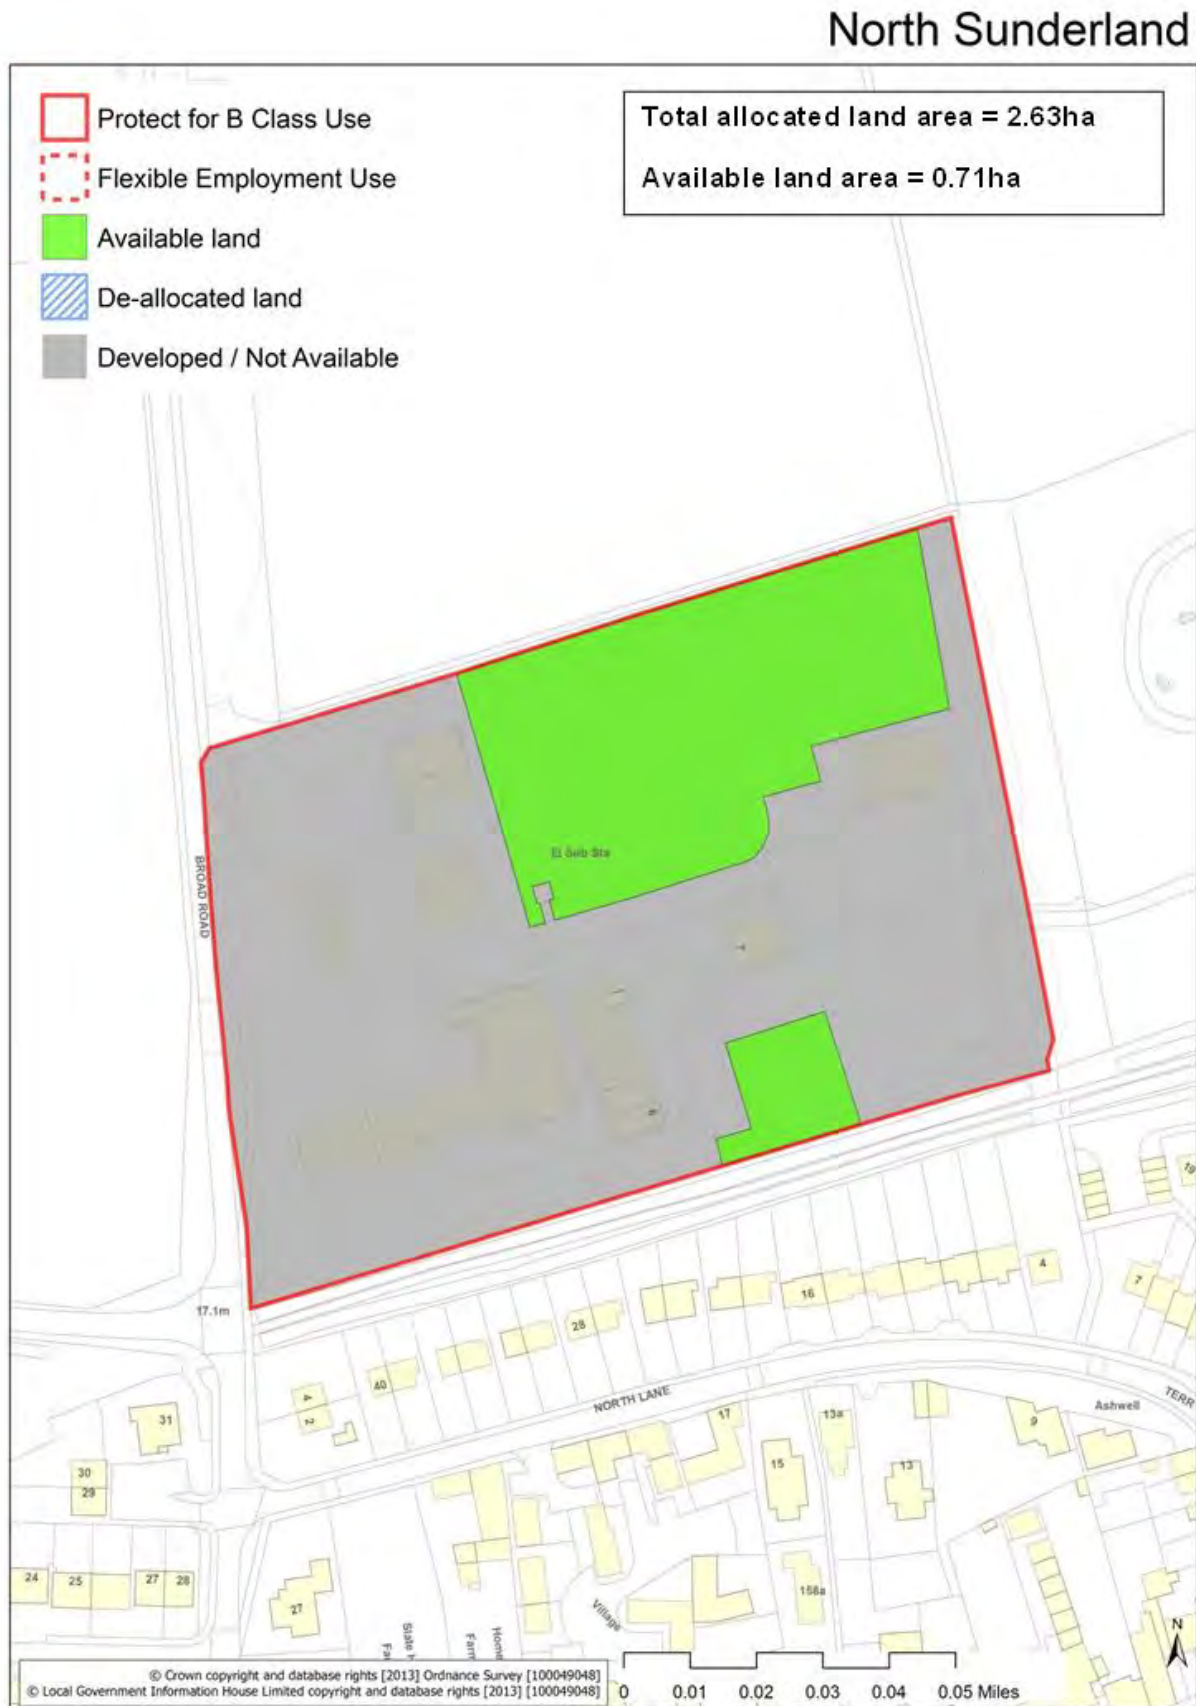 North Sunderland
Protect for B Class Use
Flexible Employment Use
Available land
De-allocated land
Developed / Not Available
Total allocated land area = 2.63ha
Available land area = 0.71ha
El Sub Sta
BROAD ROAD
1
6
17.1m
19
4
7
16
28
40
4
2
NORTH LANE
TERR
Ashwell
31
17
13a
9
30
29
15
13
24
25
27
28
27
158a
Village
N
© Crown copyright and database rights [2013] Ordnance Survey [100049048]
© Local Government Information House Limited copyright and database rights [2013] [100049048]
0 0.01 0.02 0.03 0.04 0.05 Miles